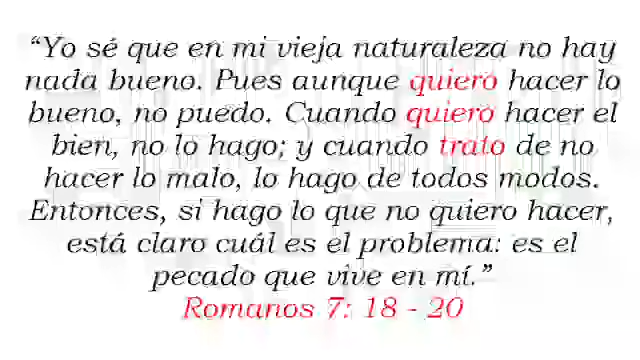 “Yo sé que en mi vieja naturaleza no hay
nada bueno. Pues aunque quiero hacer lo
bueno, no puedo. Cuando quiero hacer el
bien, no lo hago; y cuando trato de no
hacer lo malo, lo hago de todos modos.
Entonces, si hago lo que no quiero hacer,
está claro cuál es el problema: es el
pecado que vive en mí.”
Romanos 7: 18 - 20